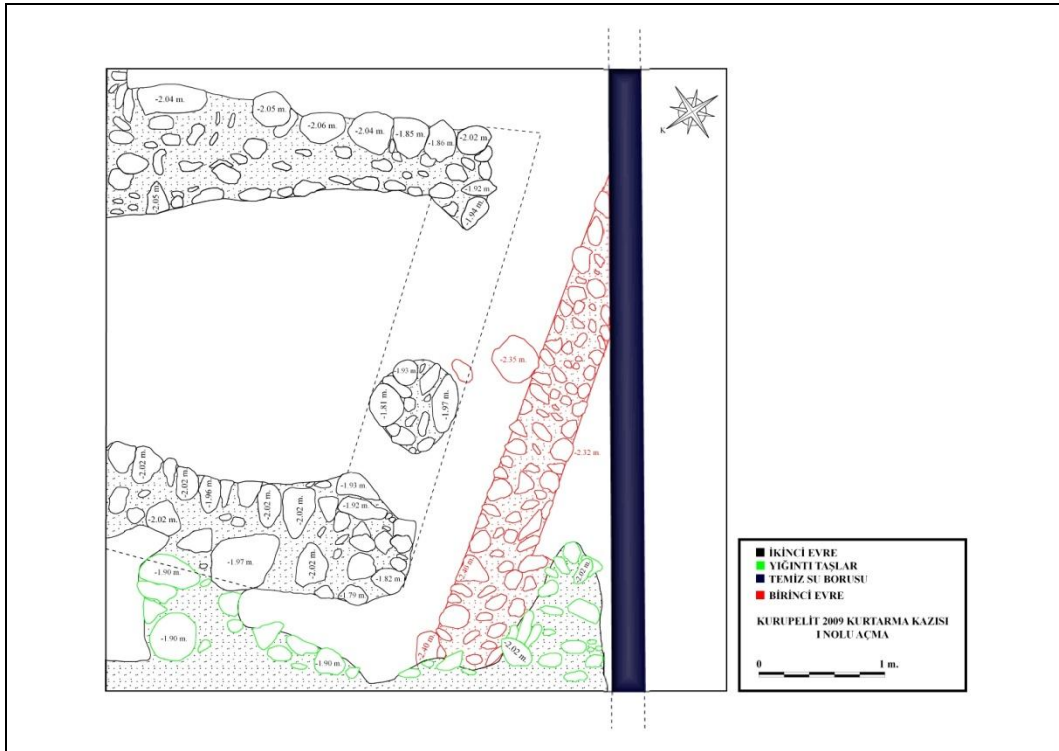 -2.04 m.
-2.05 m.
-2.06 m.
-2.04 m.
-1.85 m.
-1.86 m.
-2.02 m.
-1.92 m.
-1.94 m.
-2.05 m.
K
-2.35 m.
-1.93 m.
-1.81 m.
-1.97 m.
-2.32 m.
-2.02 m.
-2.02 m.
-1.96 m.
-2.02 m.
-2.02 m.
-1.93 m.
-1.92 m.
-2.02 m.
-1.97 m.
-2.02 m.
-1.82 m.
-1.79 m.
-1.90 m.
-1.90 m.
-1.90 m.
-2.40 m.
-2.40 m.
-2.02 m.
-2.02 m.
İKİNCİ EVRE
YIĞINTI TAŞLAR
TEMİZ SU BORUSU
BİRİNCİ EVRE
KURUPELİT 2009 KURTARMA KAZISI
I NOLU AÇMA
0 1 m.